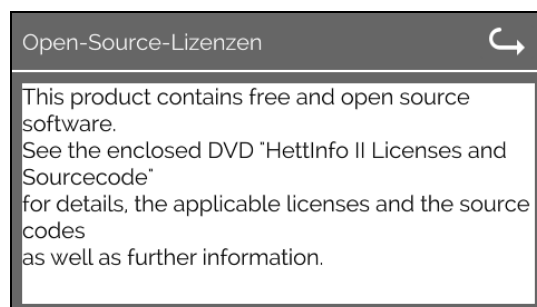 Open-Source-Lizenzen
This product contains free and open source
software.
See the enclosed DVD "HettInfo II Licenses and
Sourcecode"
for details, the applicable licenses and the source
codes
as well as further information.